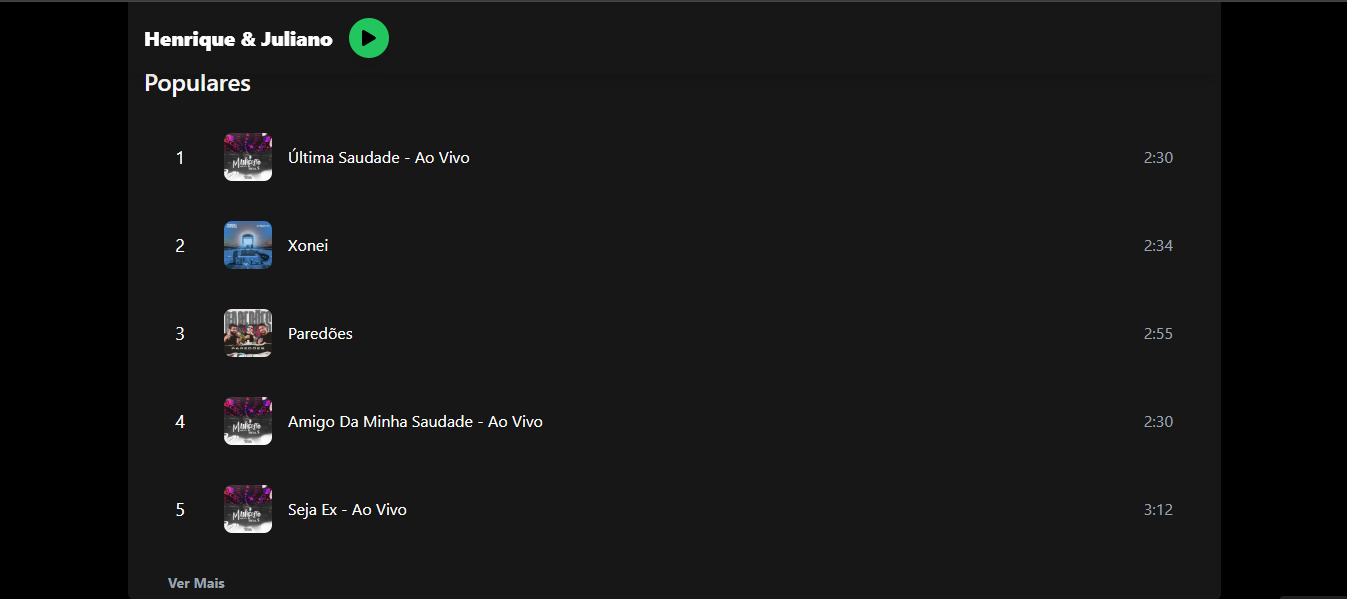 Henrique & Juliano
Populares
1 Última Saudade - Ao Vivo 2:30
2 Xonei 2:34
3 Paredões 2:55
4 Amigo Da Minha Saudade - Ao Vivo 2:30
5 Seja Ex - Ao Vivo 3:12
Ver Mais